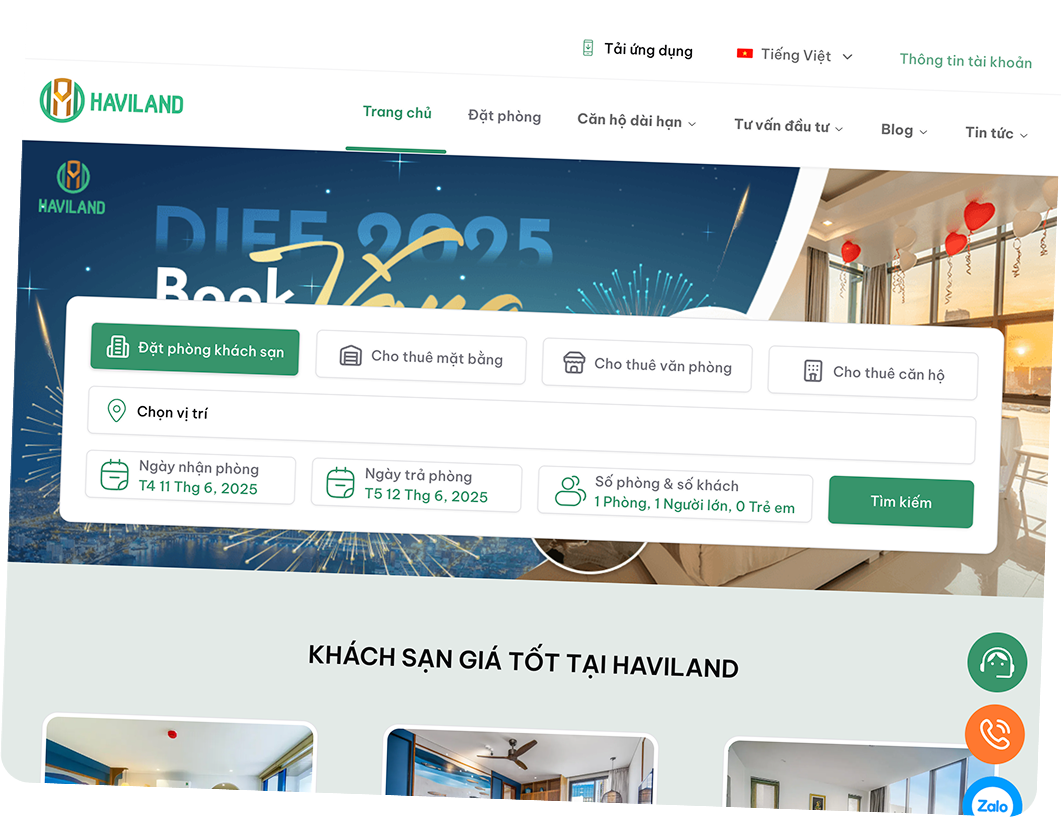 Tải ứng dụng
Tiếng Việt
Thông tin tài khoản
HAVILAND
Trang chủ
Đặt phòng
Căn hộ dài hạn
Tư vấn đầu tư
Blog
Tin tức
HAVILAND
DIFF 2025
Book Vàng
Đặt phòng khách sạn
Cho thuê mặt bằng
Cho thuê văn phòng
Cho thuê căn hộ
Chọn vị trí
Ngày nhận phòng
T4 11 Thg 6, 2025
Ngày trả phòng
T5 12 Thg 6, 2025
Số phòng & số khách
1 Phòng, 1 Người lớn, 0 Trẻ em
Tìm kiếm
KHÁCH SẠN GIÁ TỐT TẠI HAVILAND
Zalo